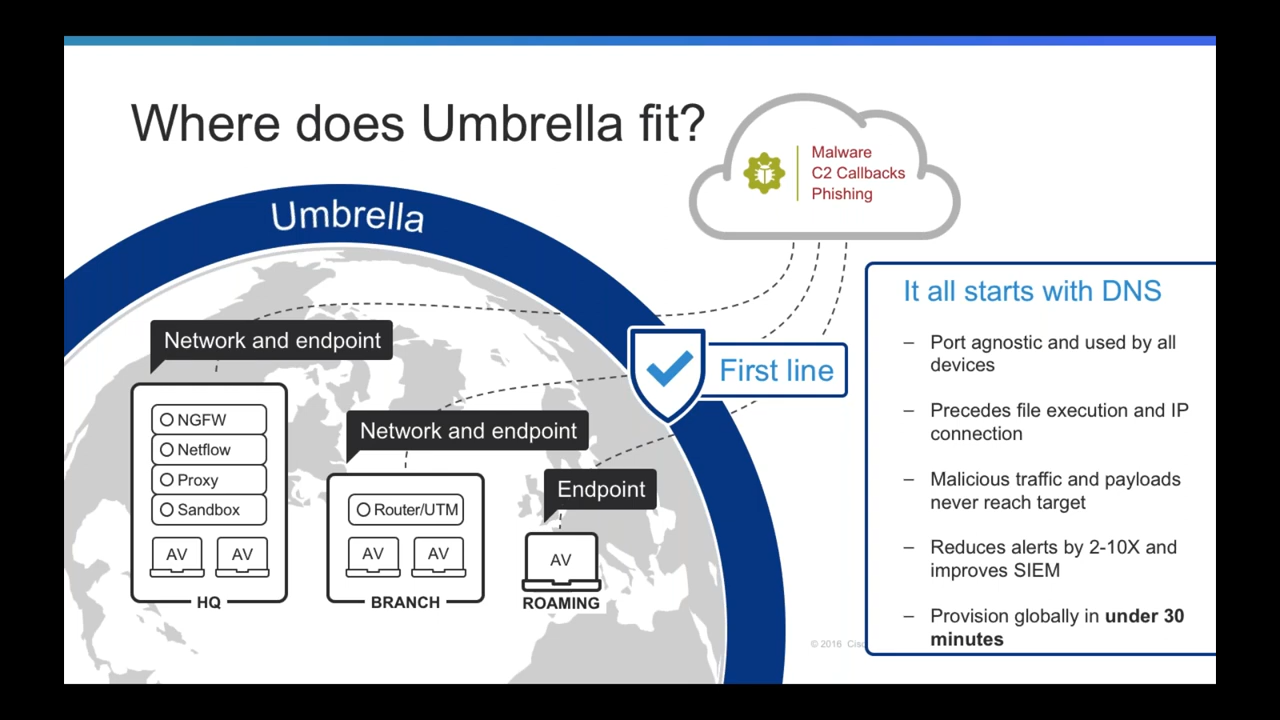 Where does Umbrella fit?
Malware
C2 Callbacks
Phishing
Umbrella
First line
Network and endpoint
NGFW
Netflow
Proxy
Sandbox
AV
AV
HQ
Network and endpoint
Router/UTM
AV
AV
BRANCH
Endpoint
AV
ROAMING
It all starts with DNS
– Port agnostic and used by all
devices
– Precedes file execution and IP
connection
– Malicious traffic and payloads
never reach target
– Reduces alerts by 2-10X and
improves SIEM
– Provision globally in under 30
minutes
© 2016